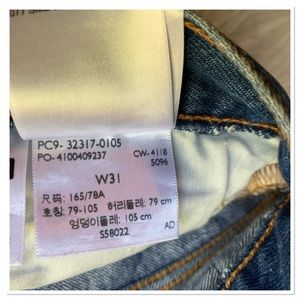 PC9- 32317-0105
PO- 4100409237 CW- 4118
5096
W31
尺码: 165/78A
호칭: 79-105 허리둘레: 79 cm
엉덩이둘레: 105 cm
S58022 AD